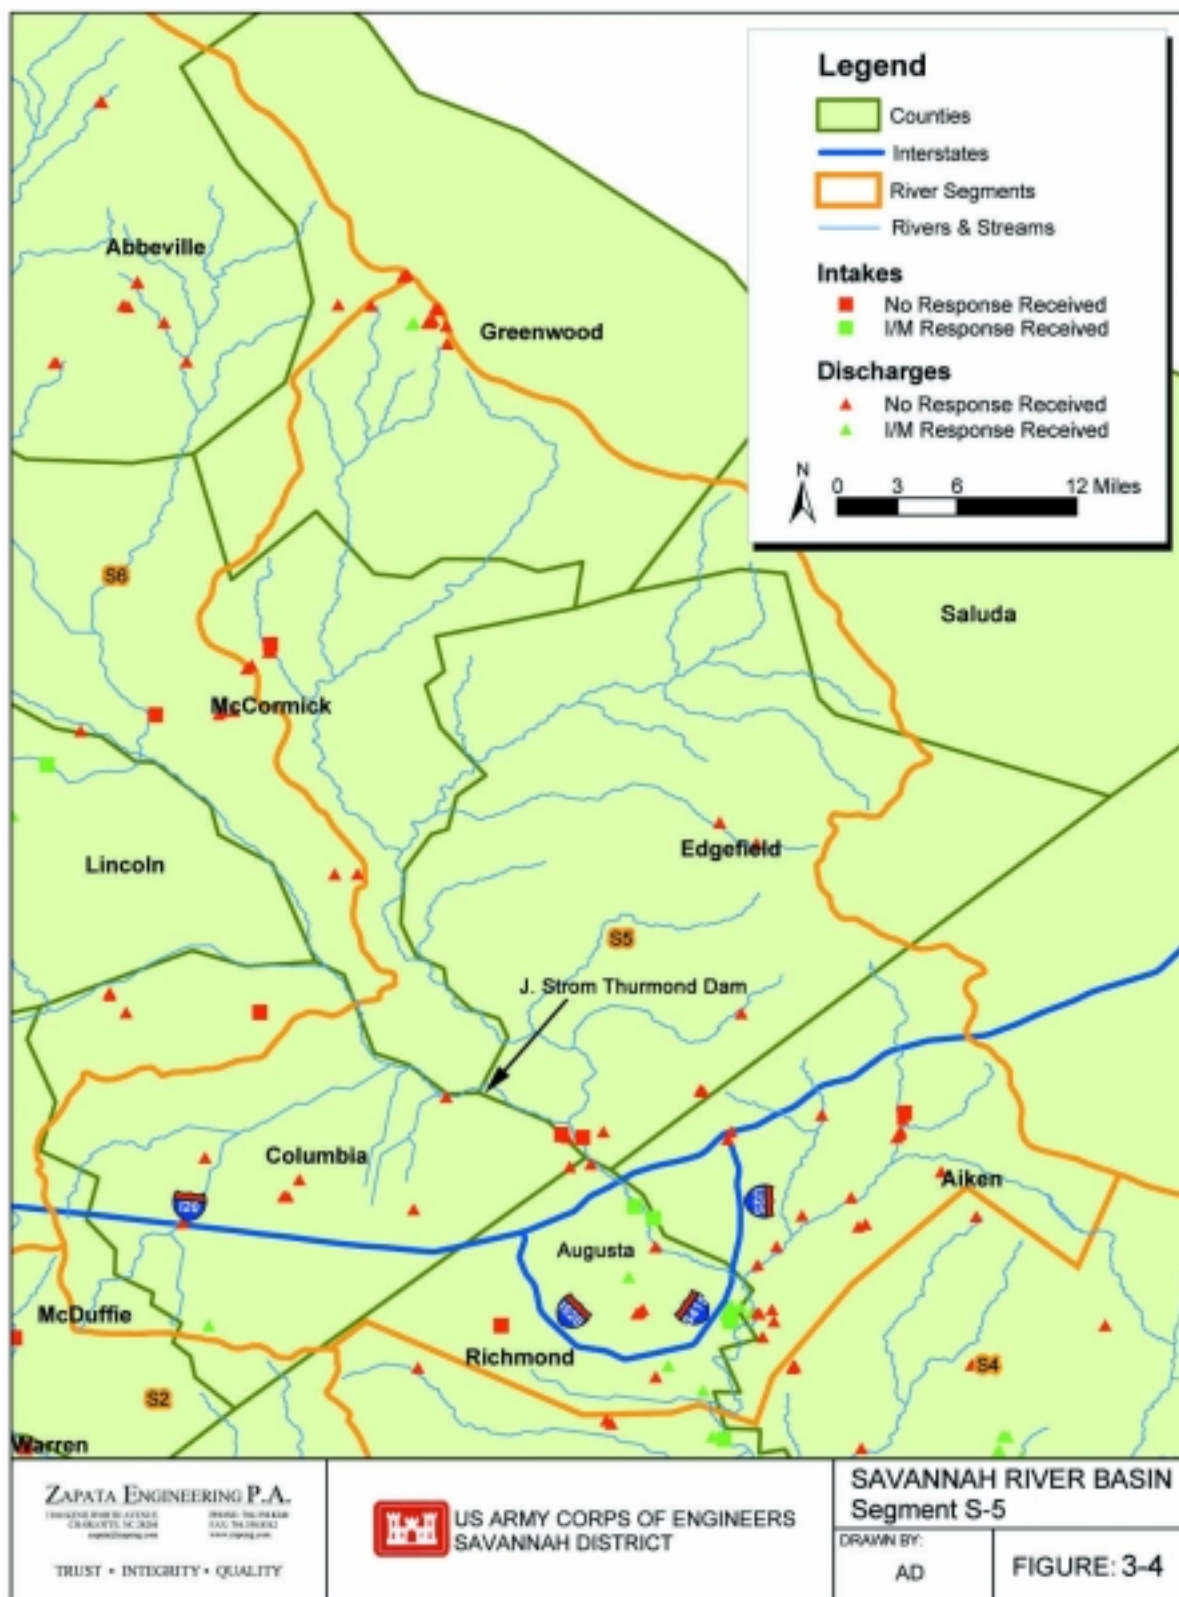 Legend
Counties
Interstates
River Segments
Rivers & Streams
Intakes
No Response Received
I/M Response Received
Discharges
No Response Received
I/M Response Received
N
0 3 6 12 Miles
Abbeville
Greenwood
S6
Saluda
McCormick
Lincoln
Edgefield
S5
J. Strom Thurmond Dam
Columbia
Aiken
Augusta
McDuffie
Richmond
S4
S2
Warren
ZAPATA ENGINEERING P.A.
TRUST • INTEGRITY • QUALITY
US ARMY CORPS OF ENGINEERS
SAVANNAH DISTRICT
SAVANNAH RIVER BASIN
Segment S-5
DRAWN BY:
AD
FIGURE: 3-4